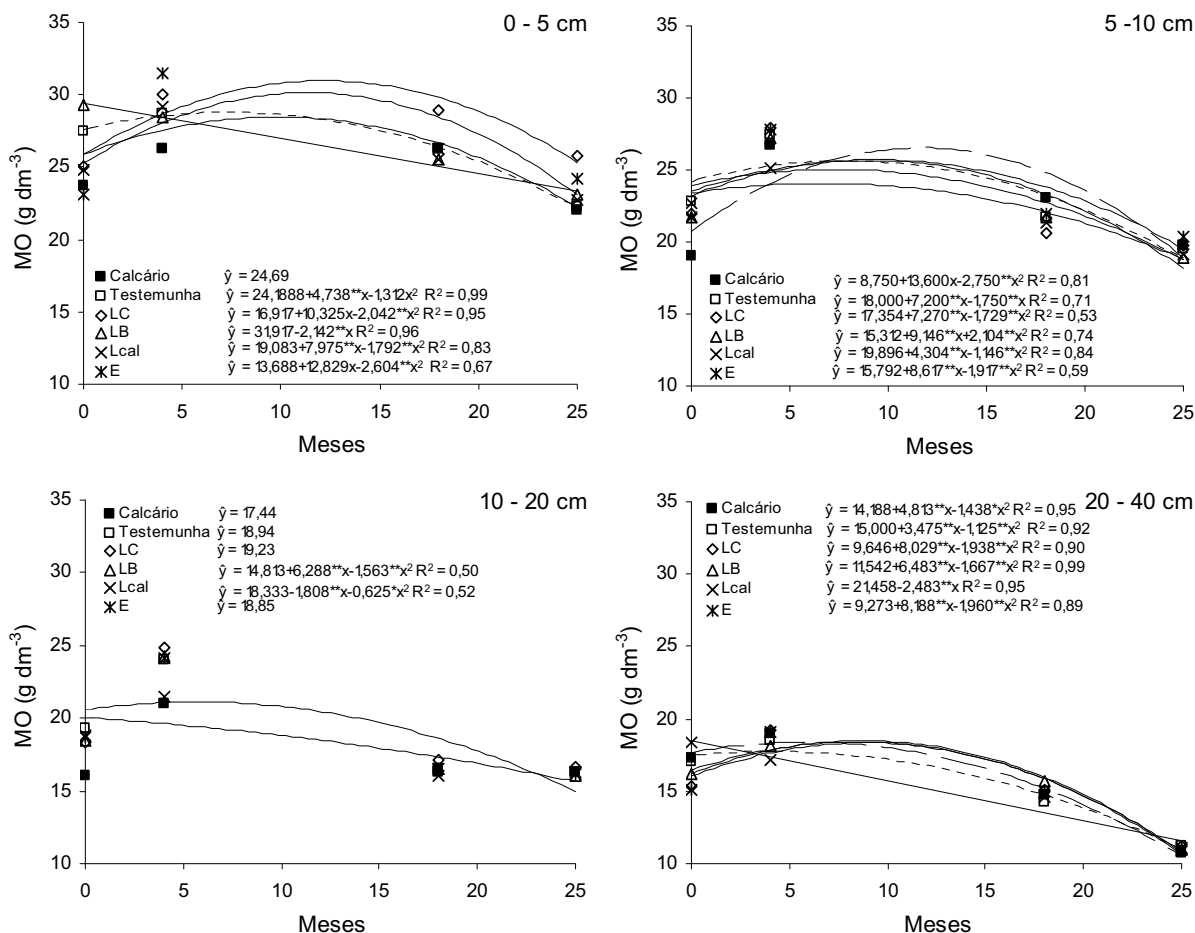 0 - 5 cm
35
30
25
20
15
10
MO (g dm-3)
■ Calcário ŷ = 24,69
□ Testemunha ŷ = 24,1888+4,738**x-1,312x² R² = 0,99
◇ LC ŷ = 16,917+10,325x-2,042**x² R² = 0,95
△ LB ŷ = 31,917-2,142**x R² = 0,96
× Lcal ŷ = 19,083+7,975**x-1,792**x² R² = 0,83
ж E ŷ = 13,688+12,829x-2,604**x² R² = 0,67
0 5 10 15 20 25
Meses
5 -10 cm
35
30
25
20
15
10
MO (g dm-3)
■ Calcário ŷ = 8,750+13,600x-2,750**x² R² = 0,81
□ Testemunha ŷ = 18,000+7,200**x-1,750**x R² = 0,71
◇ LC ŷ = 17,354+7,270**x-1,729**x² R² = 0,53
△ LB ŷ = 15,312+9,146**x+2,104**x² R² = 0,74
× Lcal ŷ = 19,896+4,304**x-1,146**x² R² = 0,84
ж E ŷ = 15,792+8,617**x-1,917**x² R² = 0,59
0 5 10 15 20 25
Meses
10 - 20 cm
35
30
25
20
15
10
MO (g dm-3)
■ Calcário ŷ = 17,44
□ Testemunha ŷ = 18,94
◇ LC ŷ = 19,23
△ LB ŷ = 14,813+6,288**x-1,563**x² R² = 0,50
× Lcal ŷ = 18,333-1,808**x-0,625*x² R² = 0,52
ж E ŷ = 18,85
0 5 10 15 20 25
Meses
20 - 40 cm
35
30
25
20
15
10
MO (g dm-3)
■ Calcário ŷ = 14,188+4,813**x-1,438*x² R² = 0,95
□ Testemunha ŷ = 15,000+3,475**x-1,125**x² R² = 0,92
◇ LC ŷ = 9,646+8,029**x-1,938**x² R² = 0,90
△ LB ŷ = 11,542+6,483**x-1,667**x² R² = 0,99
× Lcal ŷ = 21,458-2,483**x R² = 0,95
ж E ŷ = 9,273+8,188**x-1,960**x² R² = 0,89
0 5 10 15 20 25
Meses